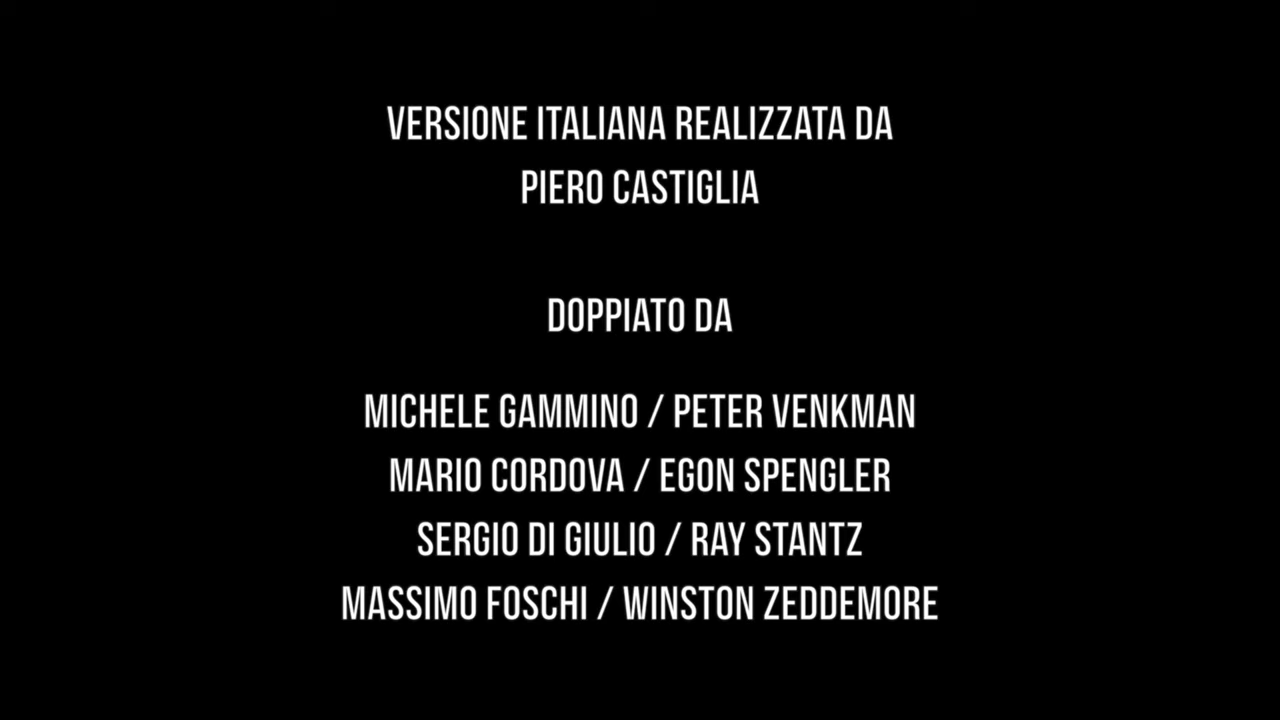 VERSIONE ITALIANA REALIZZATA DA
PIERO CASTIGLIA
DOPPIATO DA
MICHELE GAMMINO / PETER VENKMAN
MARIO CORDOVA / EGON SPENGLER
SERGIO DI GIULIO / RAY STANTZ
MASSIMO FOSCHI / WINSTON ZEDDEMORE